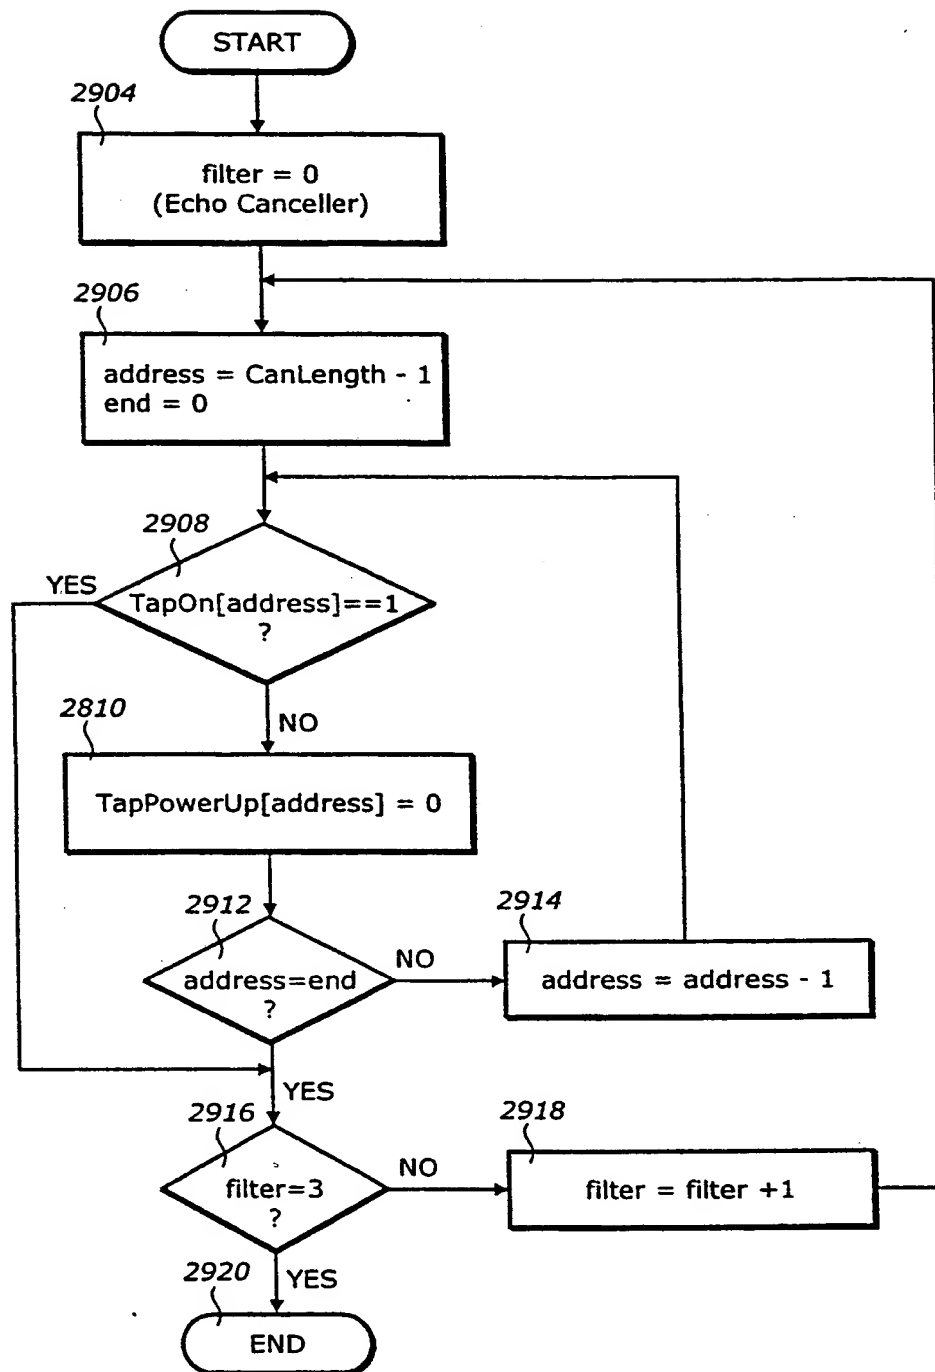 START
2904
filter = 0
(Echo Canceller)
2906
address = CanLength - 1
end = 0
2908
YES
TapOn[address]==1
?
NO
2810
TapPowerUp[address] = 0
2912
2914
NO
address=end
?
address = address - 1
YES
2916
2918
NO
filter=3
?
filter = filter +1
2920
YES
END